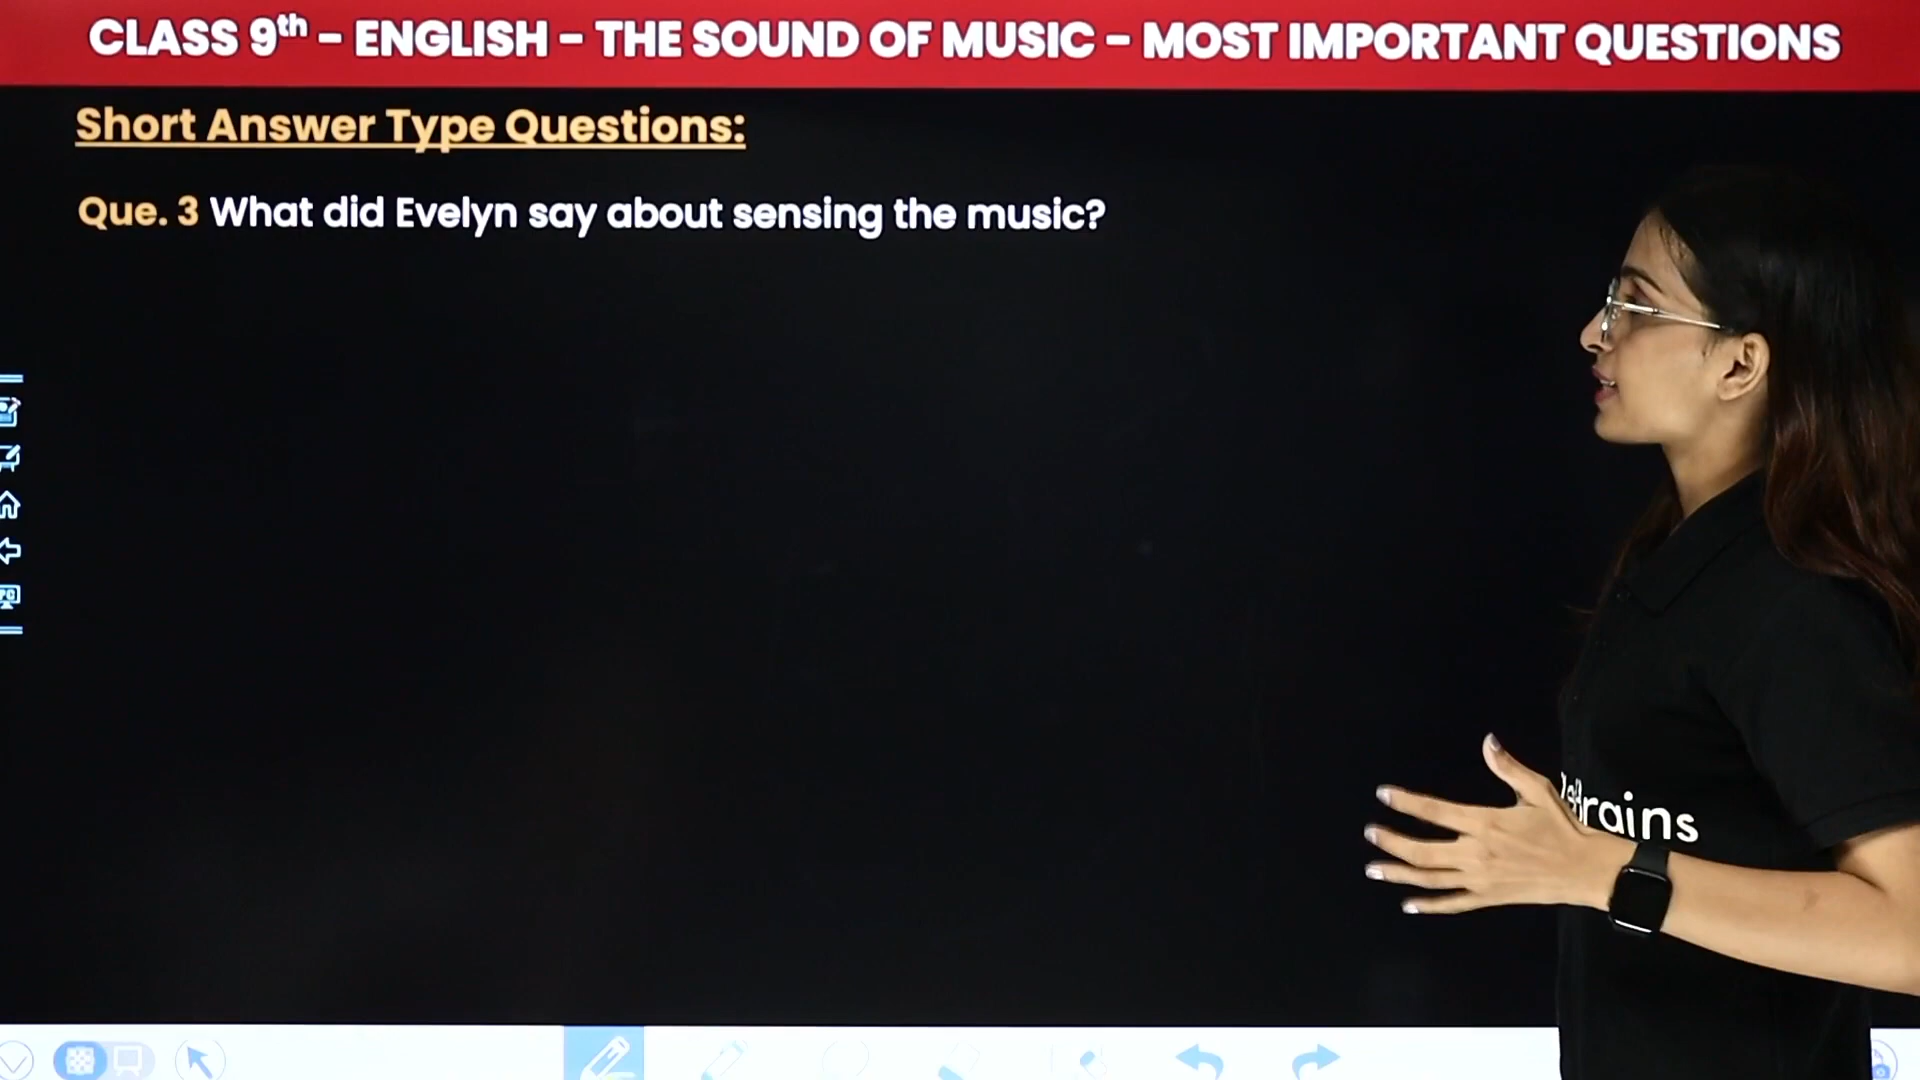 CLASS 9th – ENGLISH – THE SOUND OF MUSIC – MOST IMPORTANT QUESTIONS
Short Answer Type Questions:
Que. 3 What did Evelyn say about sensing the music?